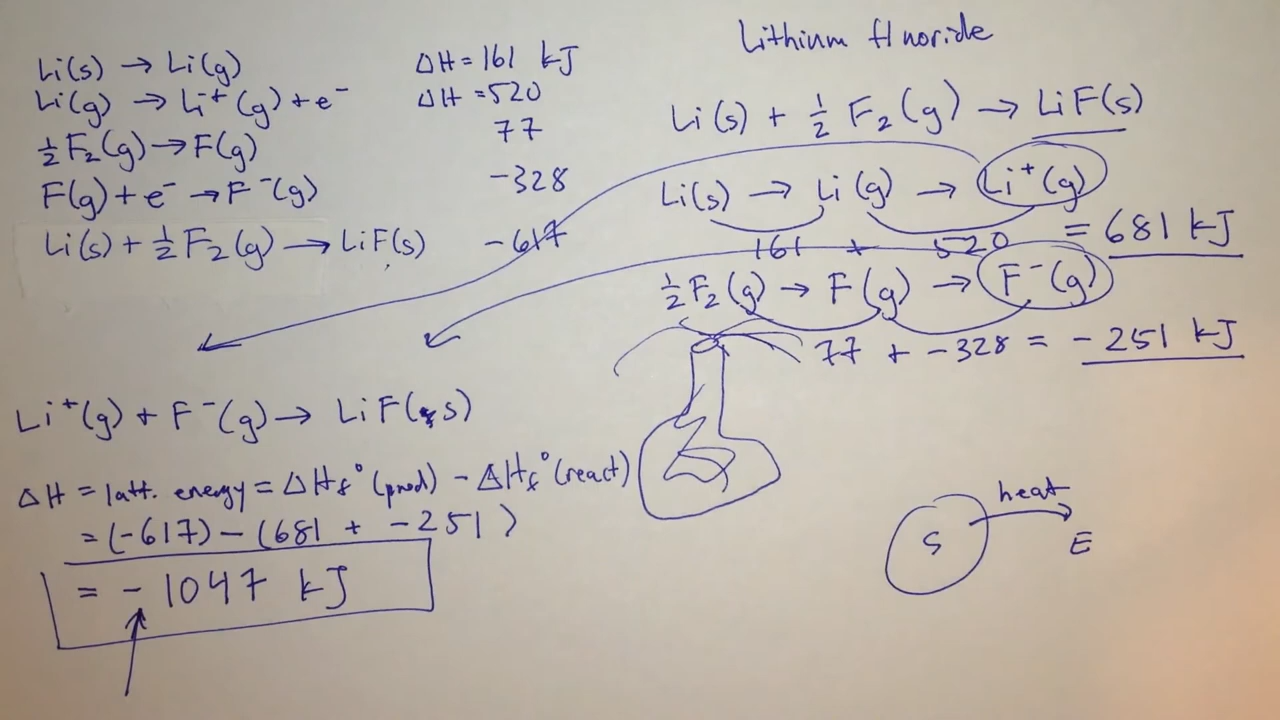 Lithium fluoride
Li(s) → Li(g) ΔH = 161 kJ
Li(g) → Li⁺(g) + e⁻ ΔH = 520
½F₂(g) → F(g) 77
F(g) + e⁻ → F⁻(g) -328
Li(s) + ½F₂(g) → LiF(s) -617
Li(s) + ½F₂(g) → LiF(s)
Li(s) → Li(g) → Li⁺(g)
161 + 520 = 681 kJ
½F₂(g) → F(g) → F⁻(g)
77 + -328 = -251 kJ
Li⁺(g) + F⁻(g) → LiF(s)
ΔH = latt. energy = ΔHf°(prod) - ΔHf°(react)
= (-617) - (681 + -251)
= -1047 kJ
heat
S
E